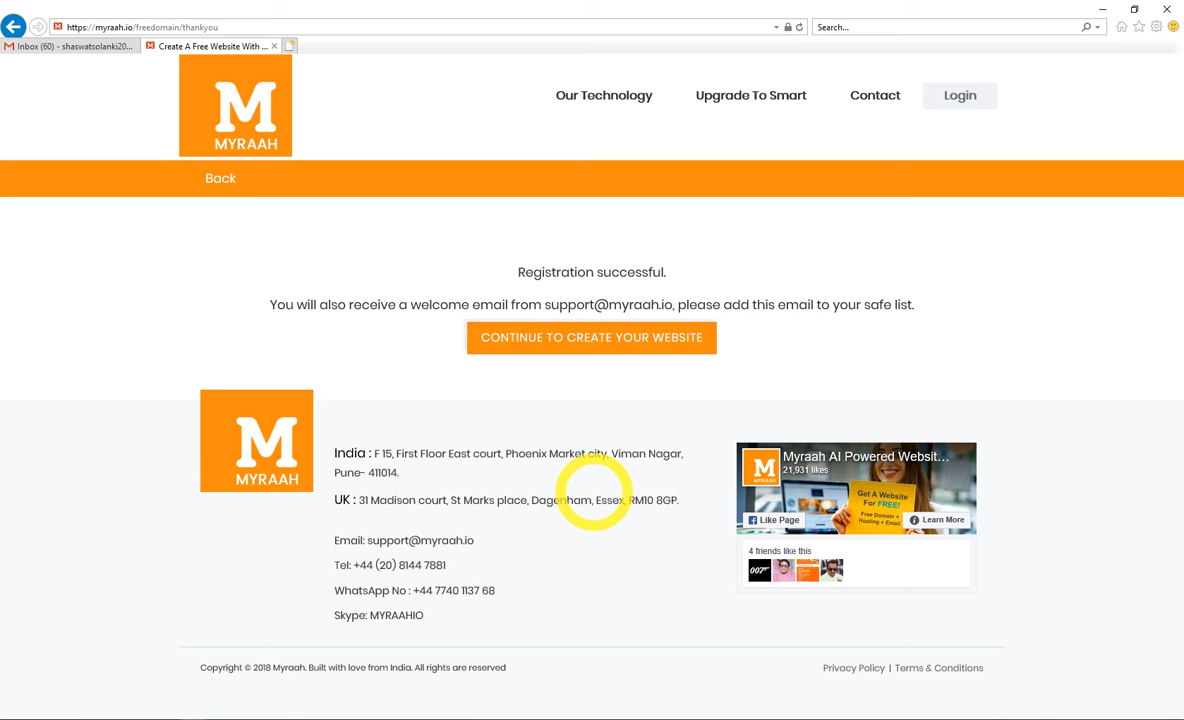 https://myraah.io/freedomain/thankyou
Search...
Inbox (60) - shaswatsolanki20...
Create A Free Website With ...
M
MYRAAH
Our Technology
Upgrade To Smart
Contact
Login
Back
Registration successful.
You will also receive a welcome email from support@myraah.io, please add this email to your safe list.
CONTINUE TO CREATE YOUR WEBSITE
M
MYRAAH
India : F 15, First Floor East court, Phoenix Market city, Viman Nagar,
Pune- 411014.
UK : 31 Madison court, St Marks place, Dagenham, Essex, RM10 8GP.
Email: support@myraah.io
Tel: +44 (20) 8144 7881
WhatsApp No : +44 7740 1137 68
Skype: MYRAAHIO
M
MYRAAH
Myraah AI Powered Websit...
21,931 likes
Get A Website
For FREE!
Free Domain +
Hosting + Email
Like Page
Learn More
4 friends like this
007
Copyright © 2018 Myraah. Built with love from India. All rights are reserved
Privacy Policy | Terms & Conditions